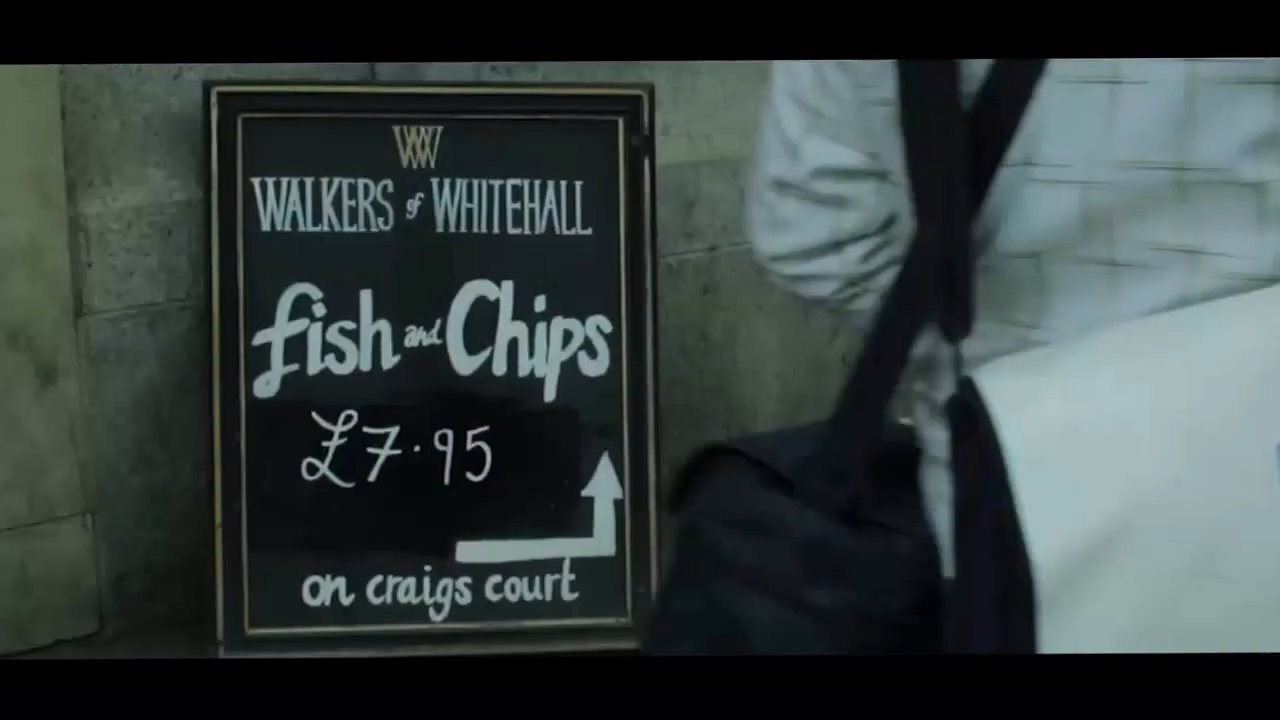 WW
WALKERS of WHITEHALL
fish and Chips
£7.95
on craigs court